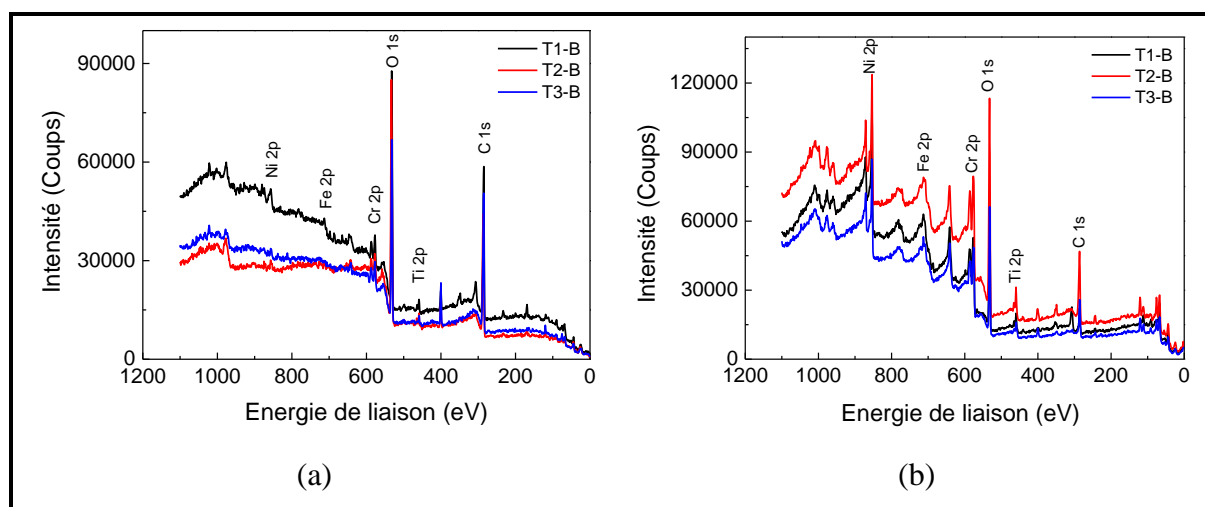 O 1s
T1-B
T2-B
T3-B
90000
60000
30000
0
Intensité (Coups)
Ni 2p
Fe 2p
Cr 2p
Ti 2p
C 1s
1200 1000 800 600 400 200 0
Energie de liaison (eV)
(a)
Ni 2p
O 1s
T1-B
T2-B
T3-B
120000
90000
60000
30000
0
Intensité (Coups)
Fe 2p
Cr 2p
Ti 2p
C 1s
1200 1000 800 600 400 200 0
Energie de liaison (eV)
(b)